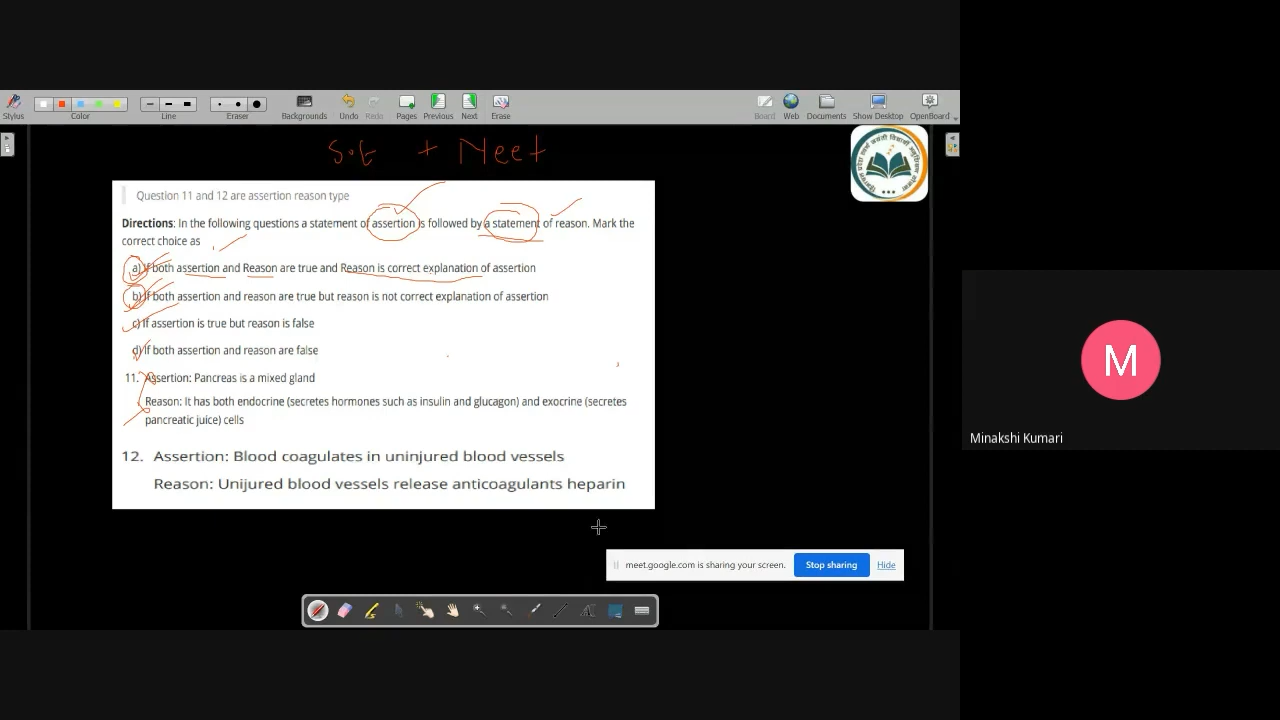 Stylus
Color
Line
Eraser
Backgrounds
Undo
Redo
Pages
Previous
Next
Erase
Board
Web
Documents
Show Desktop
OpenBoard
S.E + Neet
Question 11 and 12 are assertion reason type
Directions: In the following questions a statement of assertion is followed by a statement of reason. Mark the
correct choice as
a) If both assertion and Reason are true and Reason is correct explanation of assertion
b) If both assertion and reason are true but reason is not correct explanation of assertion
c) If assertion is true but reason is false
d) If both assertion and reason are false
11. Assertion: Pancreas is a mixed gland
Reason: It has both endocrine (secretes hormones such as insulin and glucagon) and exocrine (secretes
pancreatic juice) cells
12. Assertion: Blood coagulates in uninjured blood vessels
Reason: Unijured blood vessels release anticoagulants heparin
M
Minakshi Kumari
meet.google.com is sharing your screen. Stop sharing Hide